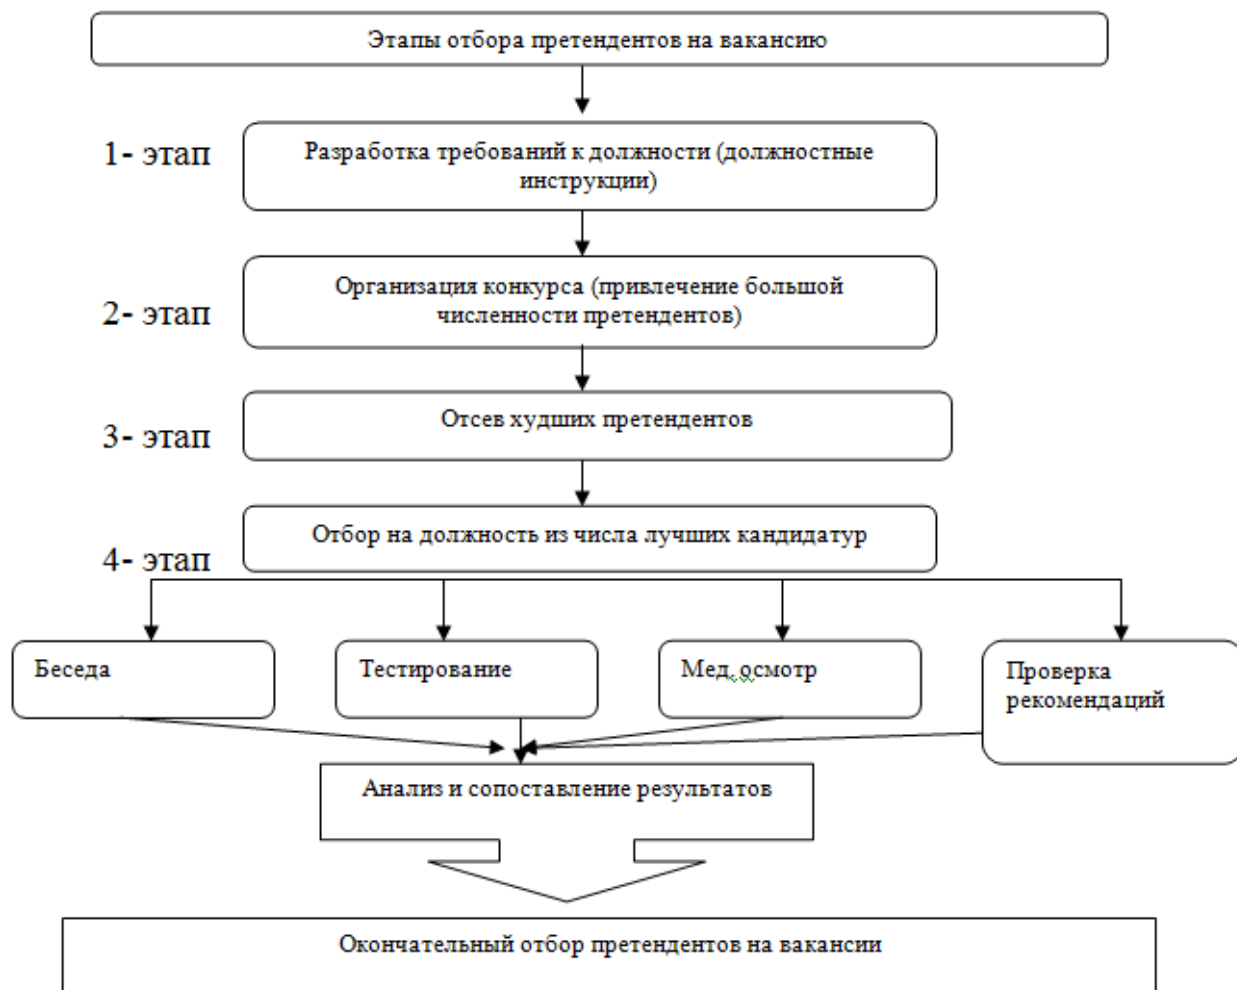 Этапы отбора претендентов на вакансию
1- этап
Разработка требований к должности (должностные
инструкции)
2- этап
Организация конкурса (привлечение большой
численности претендентов)
3- этап
Отсев худших претендентов
4- этап
Отбор на должность из числа лучших кандидатур
Беседа
Тестирование
Мед. осмотр
Проверка
рекомендаций
Анализ и сопоставление результатов
Окончательный отбор претендентов на вакансии